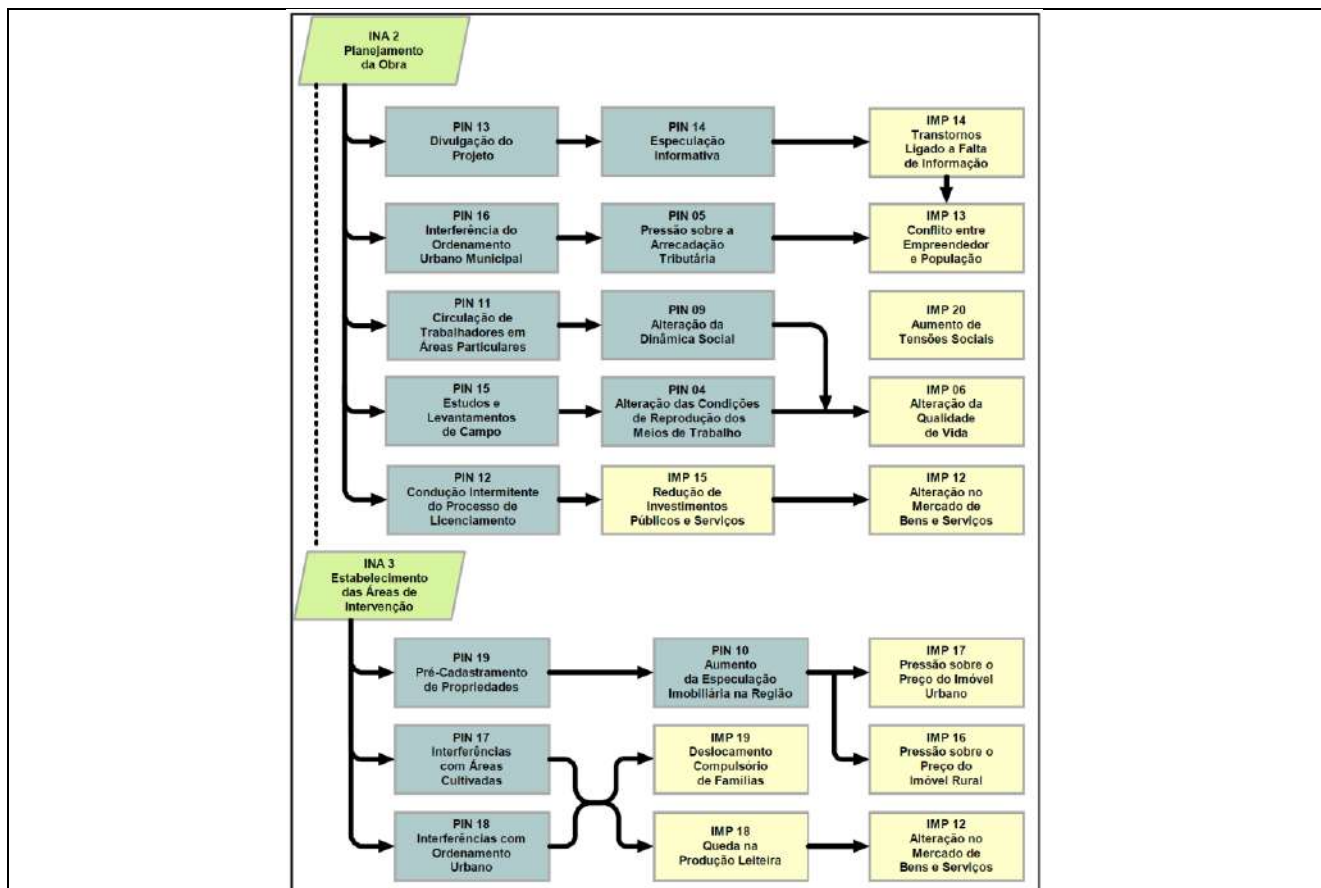 INA 2
Planejamento
da Obra
PIN 13
Divulgação do
Projeto
PIN 14
Especulação
Informativa
IMP 14
Transtornos
Ligado a Falta
de Informação
PIN 16
Interferência do
Ordenamento
Urbano Municipal
PIN 05
Pressão sobre a
Arrecadação
Tributária
IMP 13
Conflito entre
Empreendedor
e População
PIN 11
Circulação de
Trabalhadores em
Áreas Particulares
PIN 09
Alteração da
Dinâmica Social
IMP 20
Aumento de
Tensões Sociais
PIN 15
Estudos e
Levantamentos
de Campo
PIN 04
Alteração das Condições
de Reprodução dos
Meios de Trabalho
IMP 06
Alteração da
Qualidade
de Vida
PIN 12
Condução Intermitente
do Processo de
Licenciamento
IMP 15
Redução de
Investimentos
Públicos e Serviços
IMP 12
Alteração no
Mercado de
Bens e Serviços
INA 3
Estabelecimento
das Áreas de
Intervenção
PIN 19
Pré-Cadastramento
de Propriedades
PIN 10
Aumento
da Especulação
Imobiliária na Região
IMP 17
Pressão sobre o
Preço do Imóvel
Urbano
PIN 17
Interferências
com Áreas
Cultivadas
IMP 19
Deslocamento
Compulsório
de Famílias
IMP 16
Pressão sobre o
Preço do
Imóvel Rural
PIN 18
Interferências com
Ordenamento
Urbano
IMP 18
Queda na
Produção Leiteira
IMP 12
Alteração no
Mercado de
Bens e Serviços